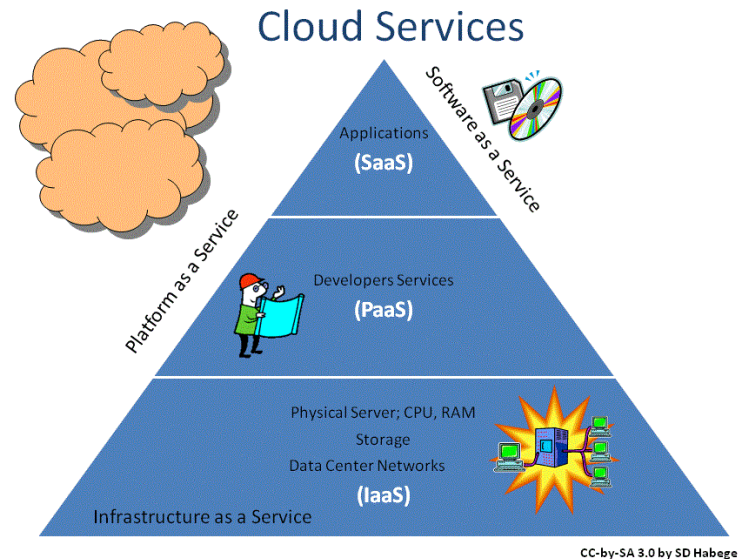 Cloud Services
Software as a Service
Applications
(SaaS)
Platform as a Service
Developers Services
(PaaS)
Physical Server; CPU, RAM
Storage
Data Center Networks
(IaaS)
Infrastructure as a Service
CC-by-SA 3.0 by SD Habege